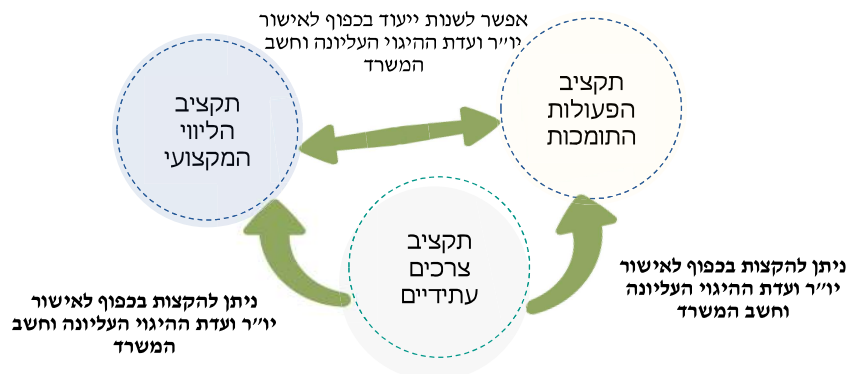 אפשר לשנות ייעוד בכפוף לאישור
יו״ר ועדת ההיגוי העליונה וחשב
המשרד
תקציב
הפעולות
התומכות
תקציב
הליווי
המקצועי
תקציב
צרכים
עתידיים
ניתן להקצות בכפוף לאישור
יו״ר ועדת ההיגוי העליונה
וחשב המשרד
ניתן להקצות בכפוף לאישור
יו״ר ועדת ההיגוי העליונה וחשב
המשרד